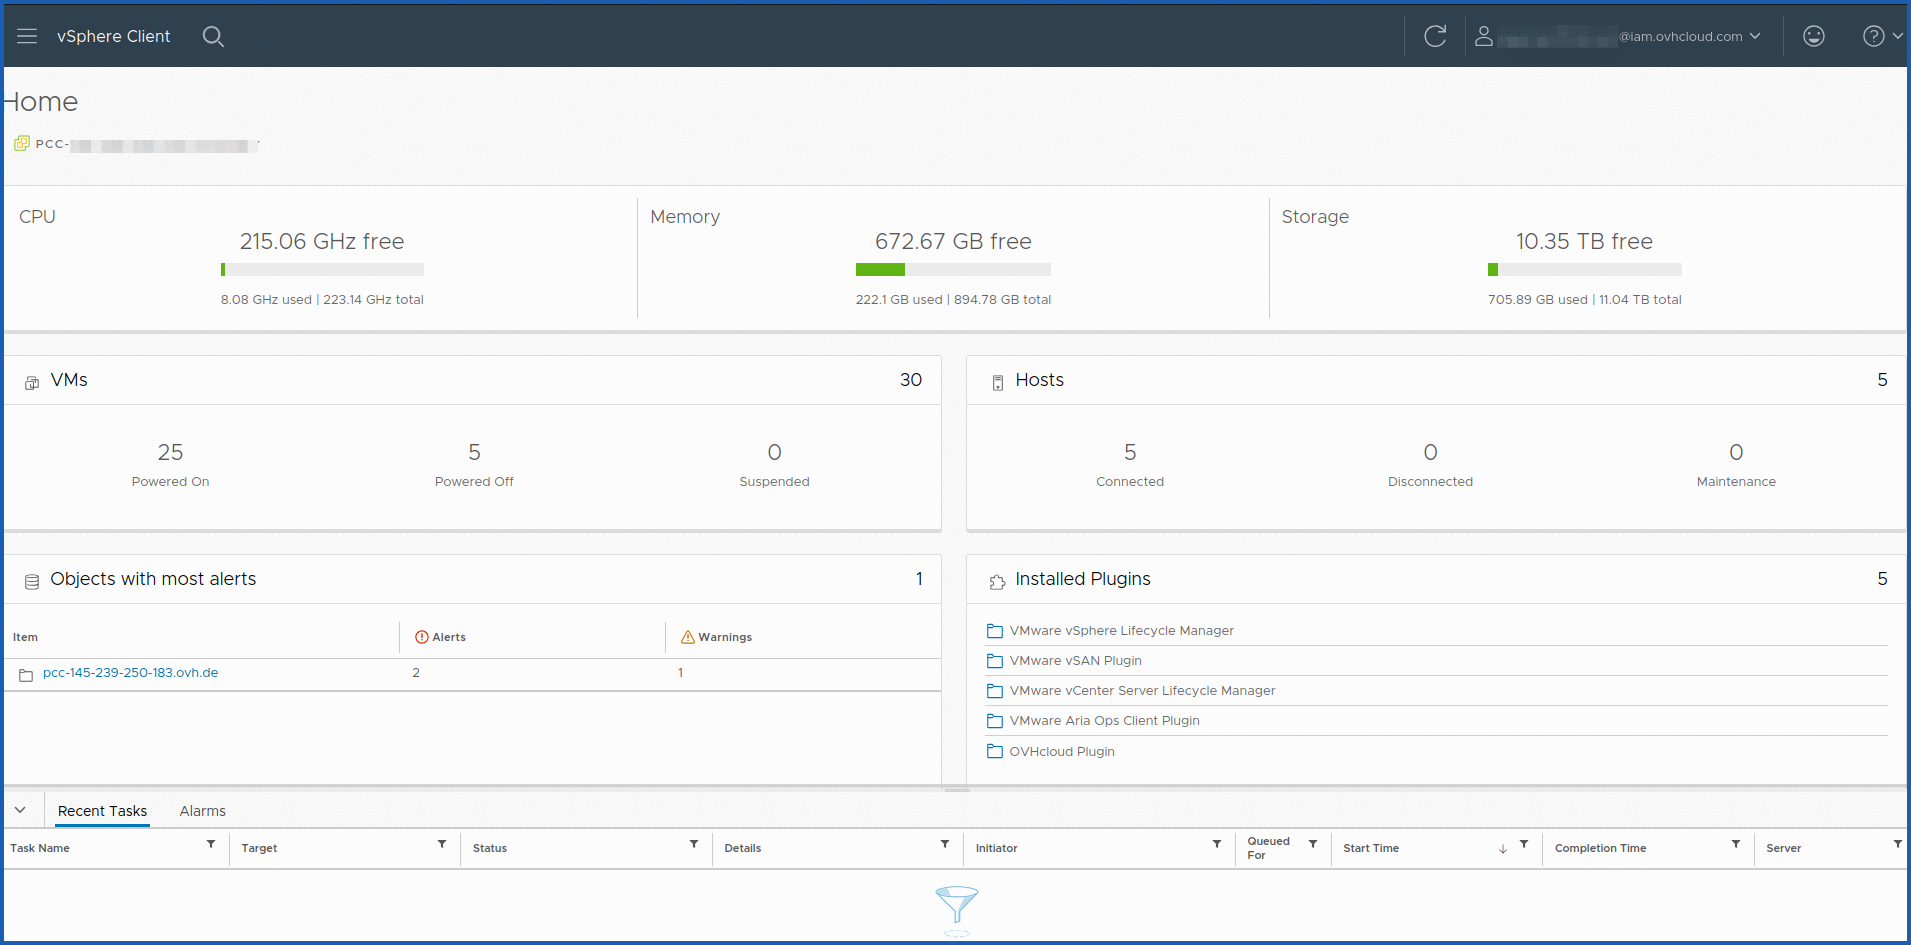 vSphere Client
@iam.ovhcloud.com
Home
PCC-
CPU
215.06 GHz free
8.08 GHz used | 223.14 GHz total
Memory
672.67 GB free
222.1 GB used | 894.78 GB total
Storage
10.35 TB free
705.89 GB used | 11.04 TB total
VMs 30
25 5 0
Powered On Powered Off Suspended
Hosts 5
5 0 0
Connected Disconnected Maintenance
Objects with most alerts 1
Item Alerts Warnings
pcc-145-239-250-183.ovh.de 2 1
Installed Plugins 5
VMware vSphere Lifecycle Manager
VMware vSAN Plugin
VMware vCenter Server Lifecycle Manager
VMware Aria Ops Client Plugin
OVHcloud Plugin
Recent Tasks Alarms
Task Name Target Status Details Initiator Queued For Start Time Completion Time Server